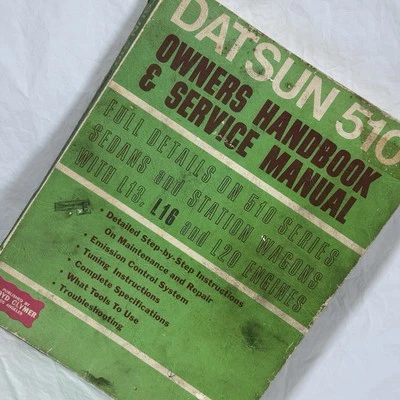 DATSUN 510
OWNERS HANDBOOK
& SERVICE MANUAL
FULL DETAILS ON 510 SERIES
SEDANS and STATION WAGONS
WITH L13, L16 and L20 ENGINES
• Detailed Step-by-Step Instructions
On Maintenance and Repair
• Emission Control System
• Tuning Instructions
• Complete Specifications
• What Tools To Use
• Troubleshooting
PUBLISHED BY
CLYMER